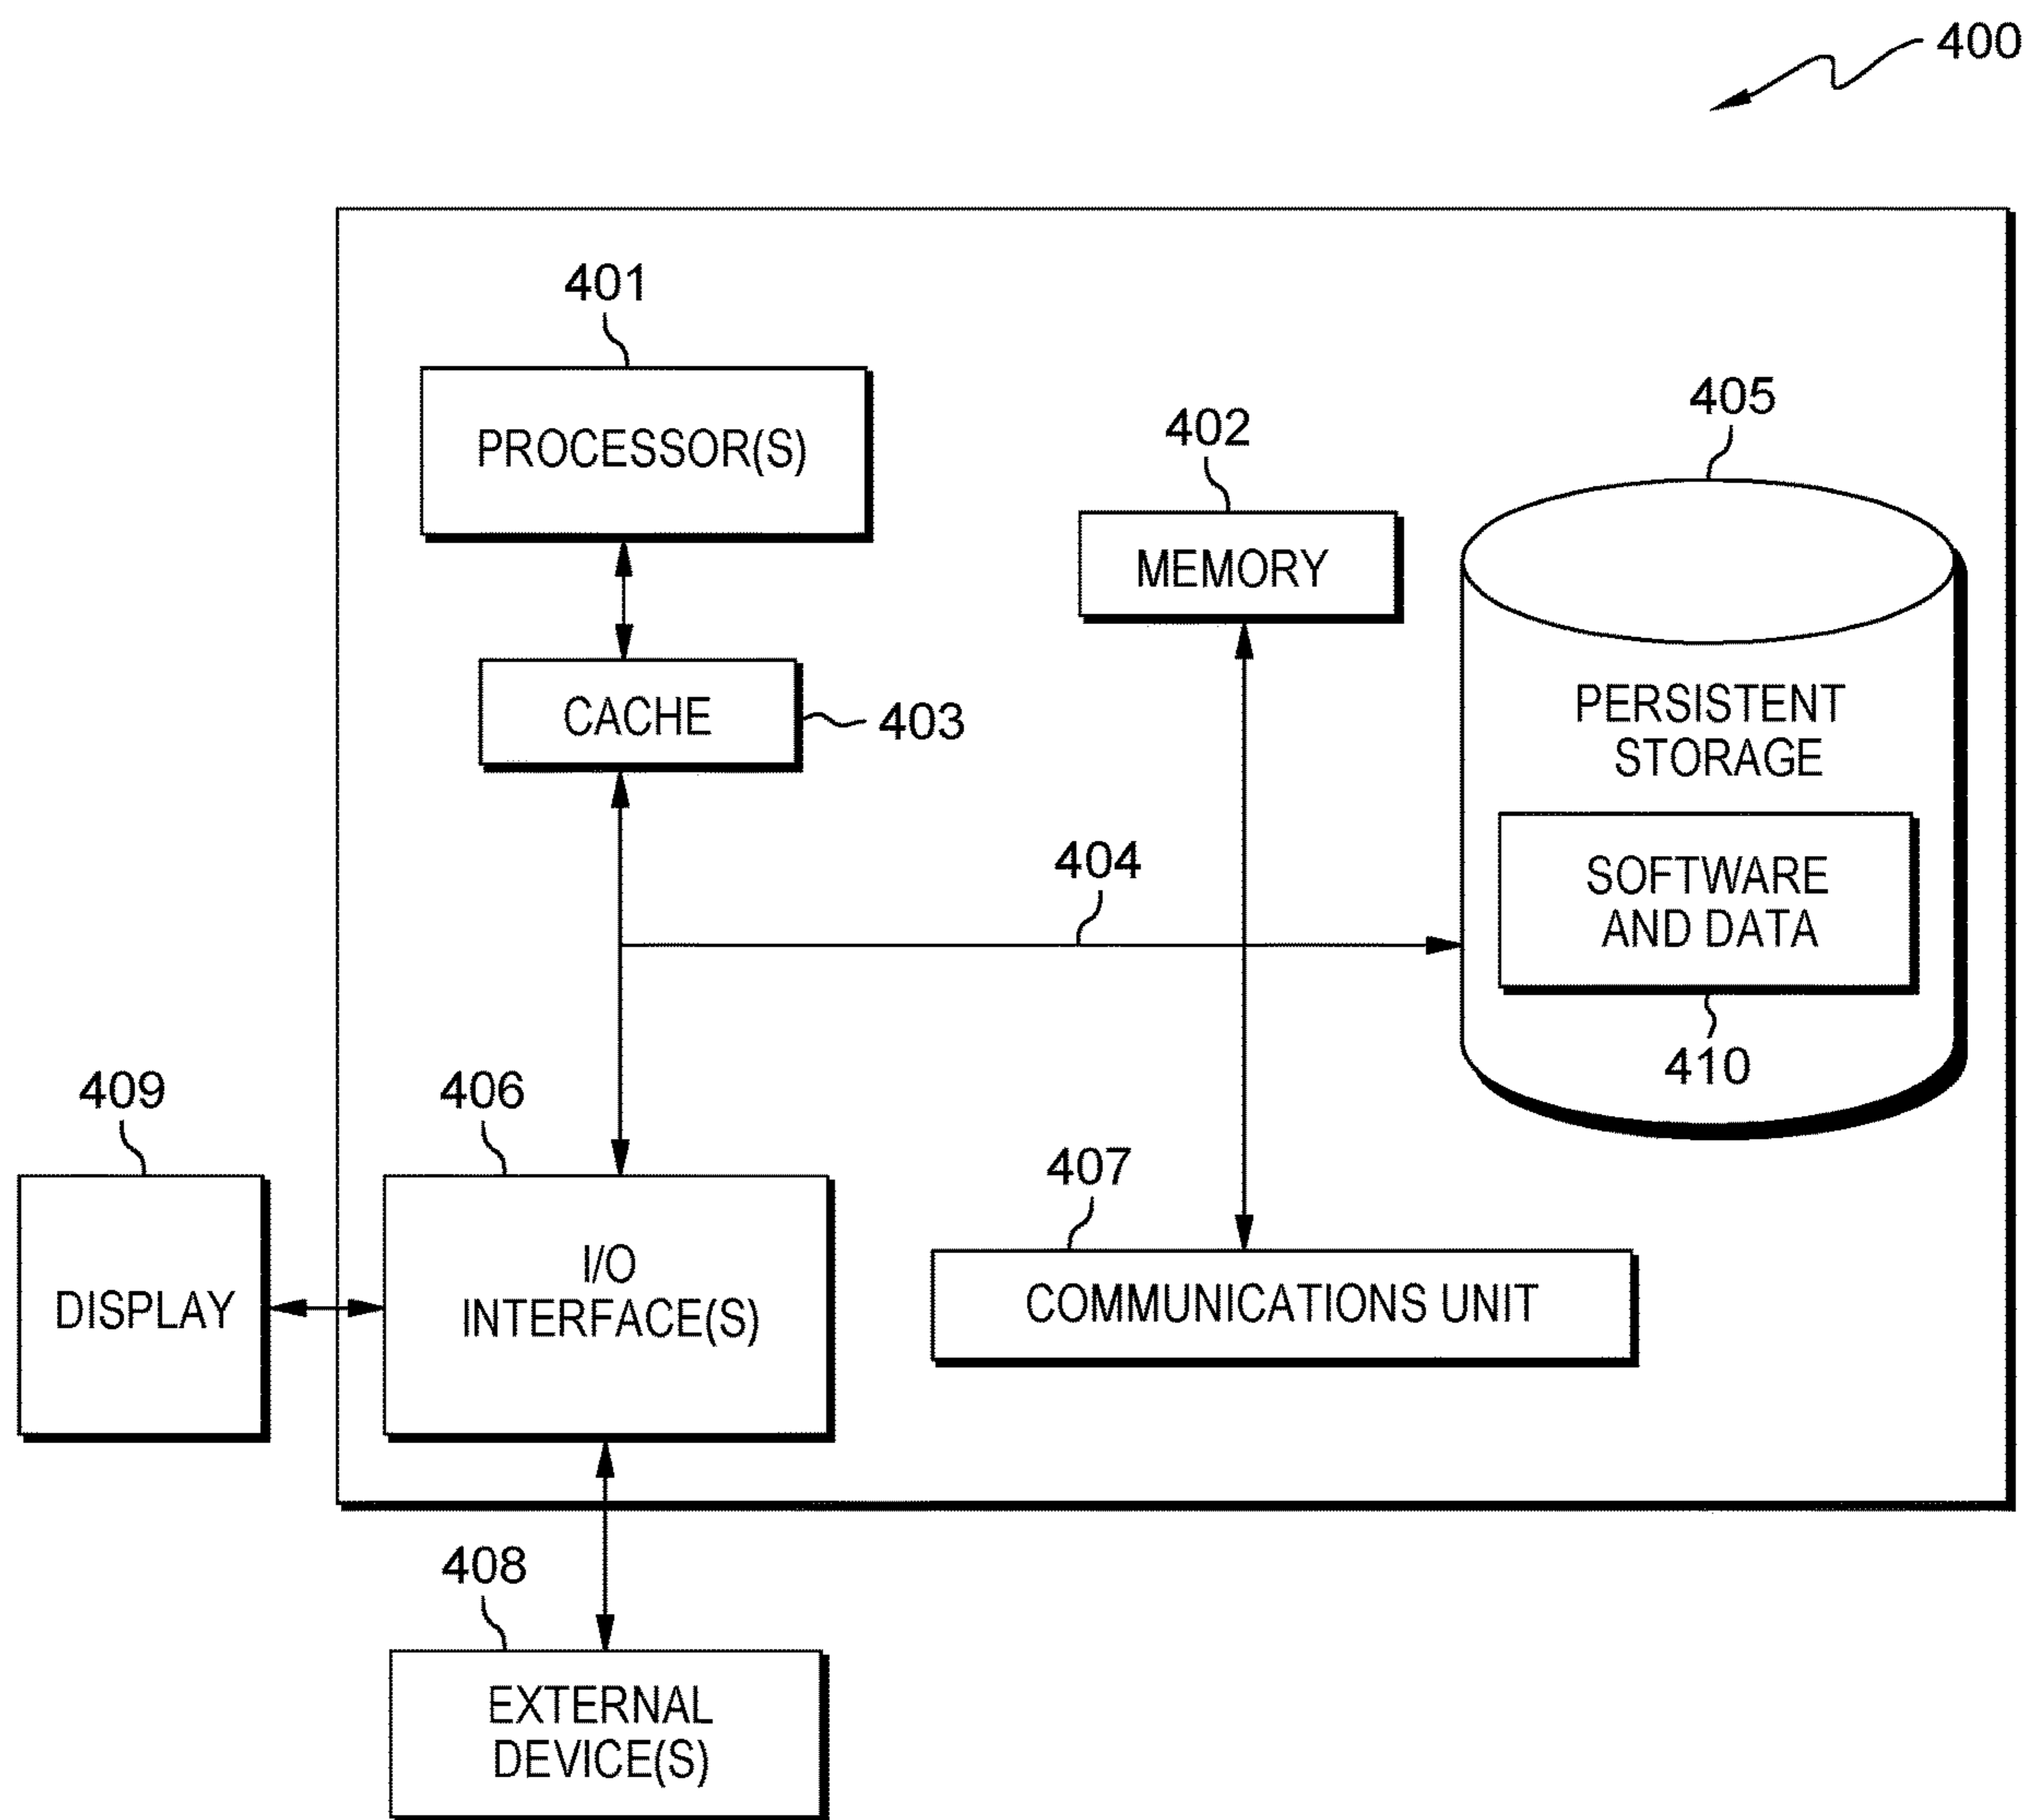 400
401
PROCESSOR(S)
402
MEMORY
405
CACHE
403
PERSISTENT
STORAGE
404
SOFTWARE
AND DATA
410
409
406
407
DISPLAY
I/O
INTERFACE(S)
COMMUNICATIONS UNIT
408
EXTERNAL
DEVICE(S)